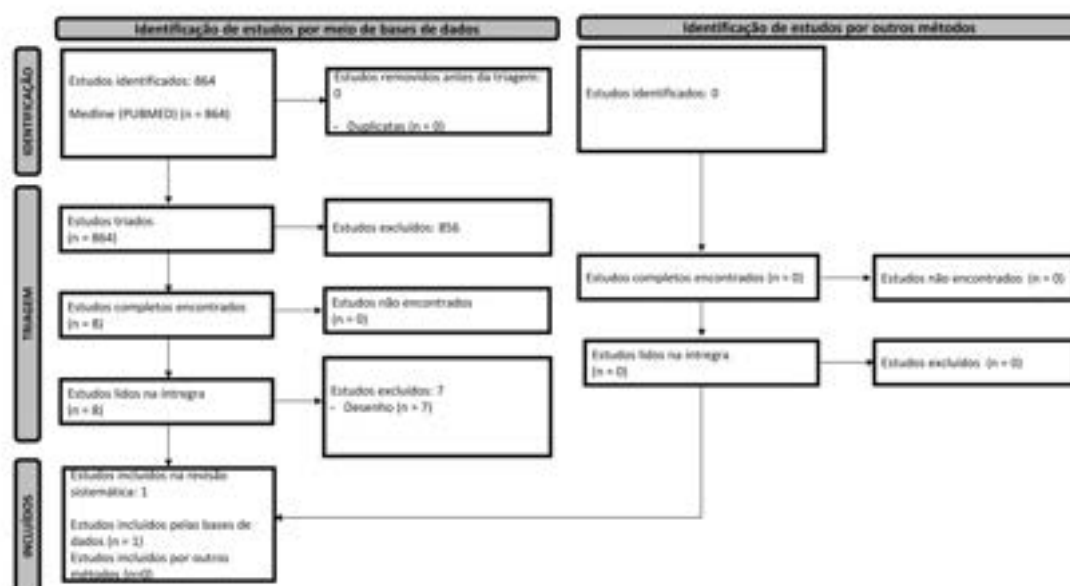 Identificação de estudos por meio de bases de dados
Identificação de estudos por outros métodos
IDENTIFICAÇÃO
Estudos identificados: 864
Medline (PUBMED) (n = 864)
Estudos removidos antes da triagem:
0
- Duplicatas (n = 0)
Estudos identificados: 0
TRIAGEM
Estudos triados
(n = 864)
Estudos excluídos: 856
Estudos completos encontrados
(n = 8)
Estudos não encontrados
(n = 0)
Estudos completos encontrados (n = 0)
Estudos não encontrados (n = 0)
Estudos lidos na íntregra
(n = 8)
Estudos excluídos: 7
- Desenho (n = 7)
Estudos lidos na íntregra
(n = 0)
Estudos excluídos (n = 0)
INCLUÍDOS
Estudos incluídos na revisão
sistemática: 1
Estudos incluídos pelas bases de
dados (n = 1)
Estudos incluídos por outros
métodos (n=0)